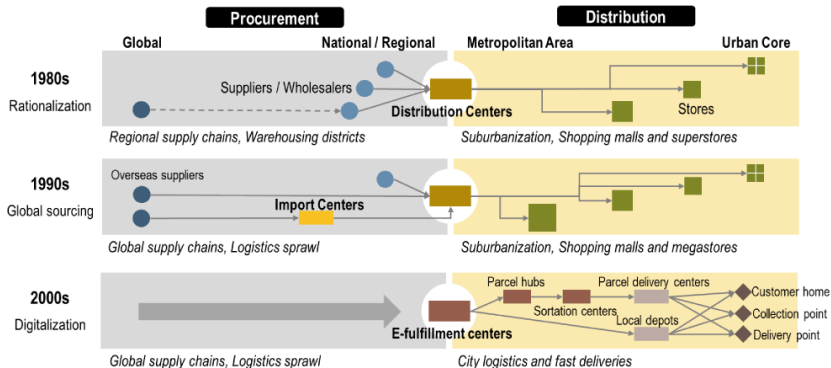 Procurement
Distribution
Global
National / Regional
Metropolitan Area
Urban Core
1980s
Rationalization
Suppliers / Wholesalers
Distribution Centers
Stores
Regional supply chains, Warehousing districts
Suburbanization, Shopping malls and superstores
1990s
Global sourcing
Overseas suppliers
Import Centers
Global supply chains, Logistics sprawl
Suburbanization, Shopping malls and megastores
2000s
Digitalization
E-fulfillment centers
Parcel hubs
Parcel delivery centers
Sortation centers
Local depots
Customer home
Collection point
Delivery point
Global supply chains, Logistics sprawl
City logistics and fast deliveries